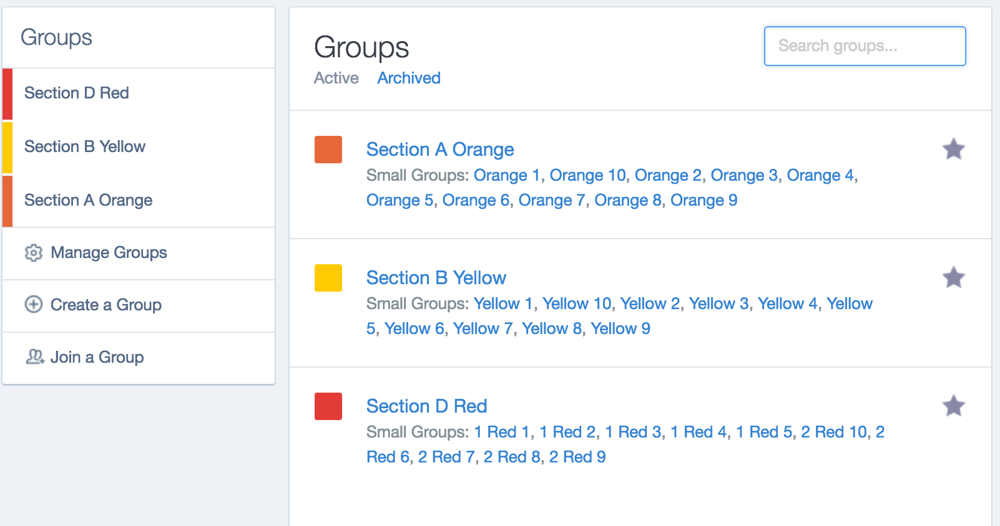 Groups
Section D Red
Section B Yellow
Section A Orange
Manage Groups
Create a Group
Join a Group
Groups
Search groups...
Active Archived
Section A Orange
Small Groups: Orange 1, Orange 10, Orange 2, Orange 3, Orange 4,
Orange 5, Orange 6, Orange 7, Orange 8, Orange 9
Section B Yellow
Small Groups: Yellow 1, Yellow 10, Yellow 2, Yellow 3, Yellow 4, Yellow
5, Yellow 6, Yellow 7, Yellow 8, Yellow 9
Section D Red
Small Groups: 1 Red 1, 1 Red 2, 1 Red 3, 1 Red 4, 1 Red 5, 2 Red 10, 2
Red 6, 2 Red 7, 2 Red 8, 2 Red 9